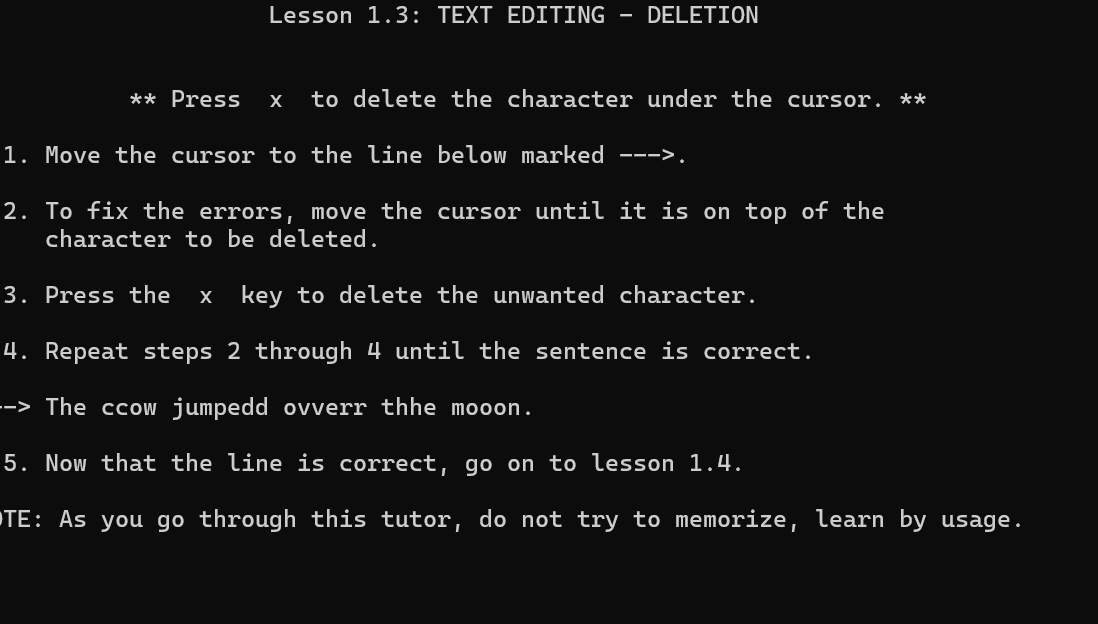 Lesson 1.3: TEXT EDITING - DELETION
** Press  x  to delete the character under the cursor. **
1. Move the cursor to the line below marked --->.
2. To fix the errors, move the cursor until it is on top of the
character to be deleted.
3. Press the  x  key to delete the unwanted character.
4. Repeat steps 2 through 4 until the sentence is correct.
--> The ccow jumpedd ovverr thhe mooon.
5. Now that the line is correct, go on to lesson 1.4.
OTE: As you go through this tutor, do not try to memorize, learn by usage.